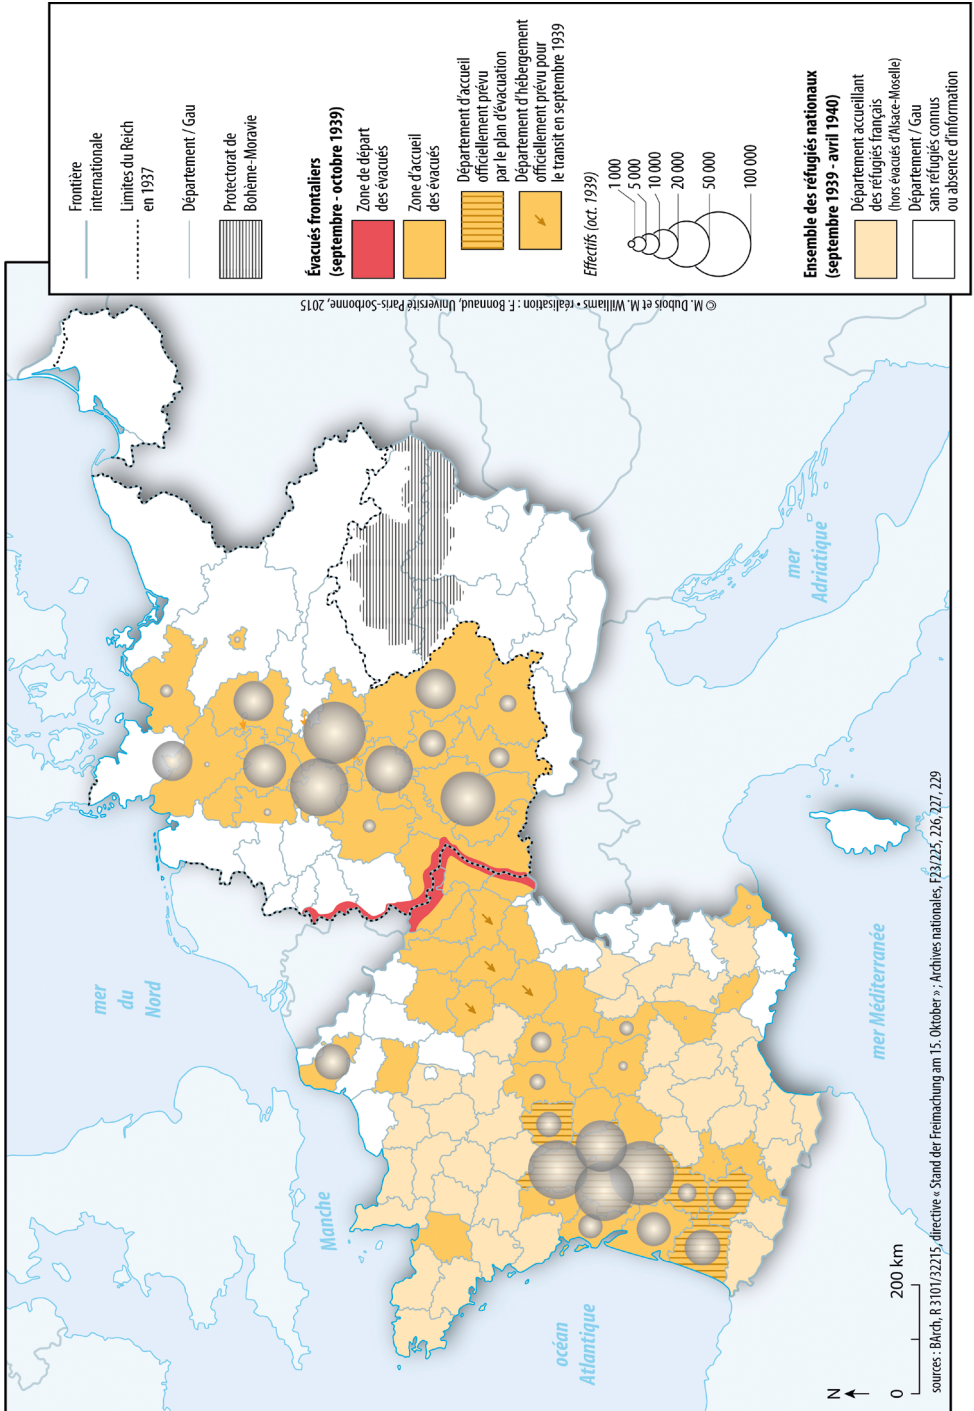 Frontière
internationale
Limites du Reich
en 1937
Département / Gau
Protectorat de
Bohème-Moravie
Évacués frontaliers
(septembre - octobre 1939)
Zone de départ
des évacués
Zone d'accueil
des évacués
Département d'accueil
officiellement prévu
par le plan d'évacuation
Département d'hébergement
officiellement prévu pour
le transit en septembre 1939
Effectifs (oct. 1939)
1 000
5 000
10 000
20 000
50 000
100 000
Ensemble des réfugiés nationaux
(septembre 1939 - avril 1940)
Département accueillant
des réfugiés français
(hors évacués d'Alsace-Moselle)
Département / Gau
sans réfugiés connus
ou absence d'information
© M. Dubois et M. M. Williams • réalisation : F. Bonnaud, Université Paris-Sorbonne, 2015
mer
du
Nord
Manche
océan
Atlantique
mer
Adriatique
mer Méditerranée
N
0
200 km
sources : BArch, R 3101/32215, directive « Stand der Freimachung am 15. Oktober » ; Archives nationales, F23/225, 226, 227, 229